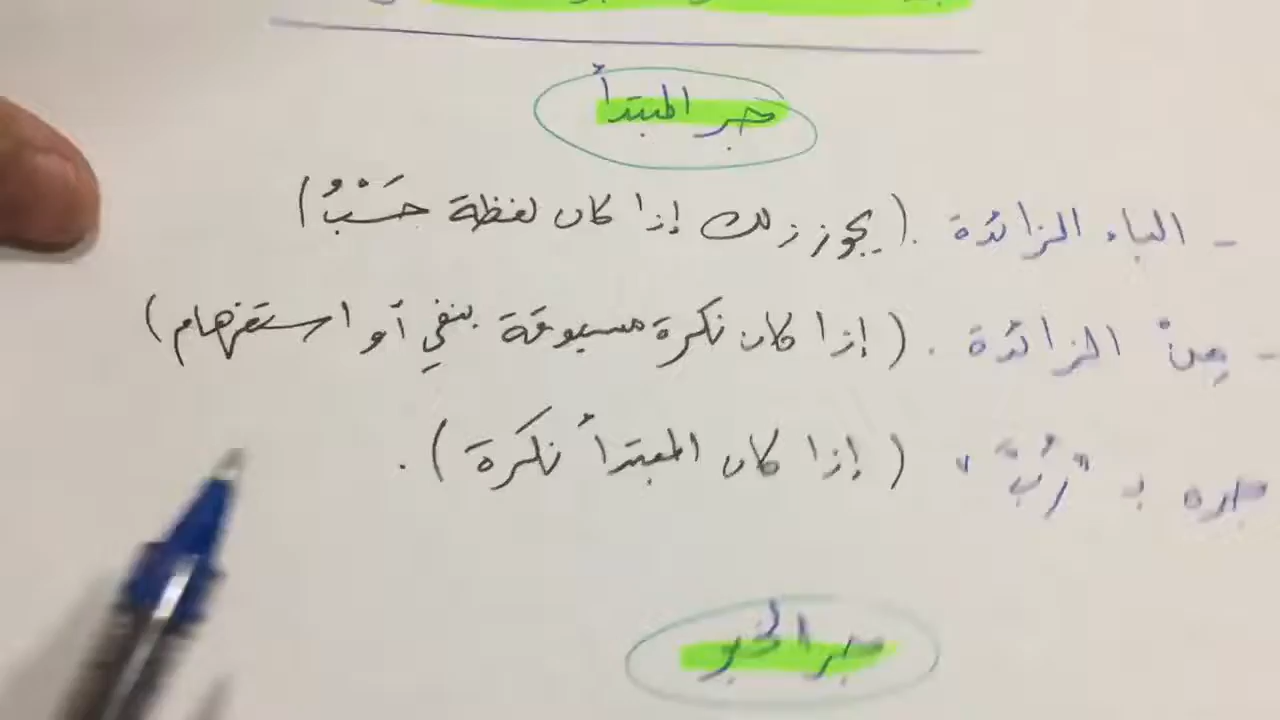 جر المبتدأ
- الباء الزائدة . (يجوز ذلك إذا كان لفظة حَسْبُ)
- مِنْ الزائدة . (إذا كان نكرة مسبوقة بنفي أو استفهام)
جره بـ "رُبَّ" (إذا كان المبتدأ نكرة) .
جر الخبر